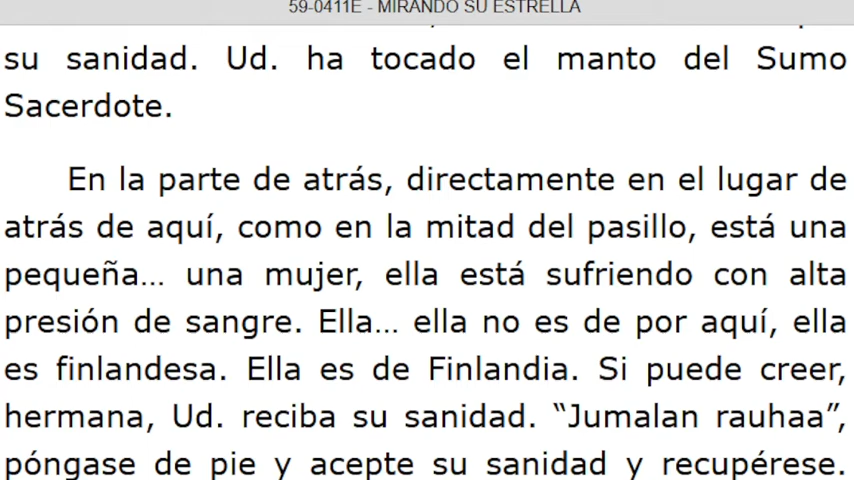 59-0411E - MIRANDO SU ESTRELLA
su sanidad. Ud. ha tocado el manto del Sumo
Sacerdote.
En la parte de atrás, directamente en el lugar de
atrás de aquí, como en la mitad del pasillo, está una
pequeña… una mujer, ella está sufriendo con alta
presión de sangre. Ella… ella no es de por aquí, ella
es finlandesa. Ella es de Finlandia. Si puede creer,
hermana, Ud. reciba su sanidad. “Jumalan rauhaa”,
póngase de pie y acepte su sanidad y recupérese.